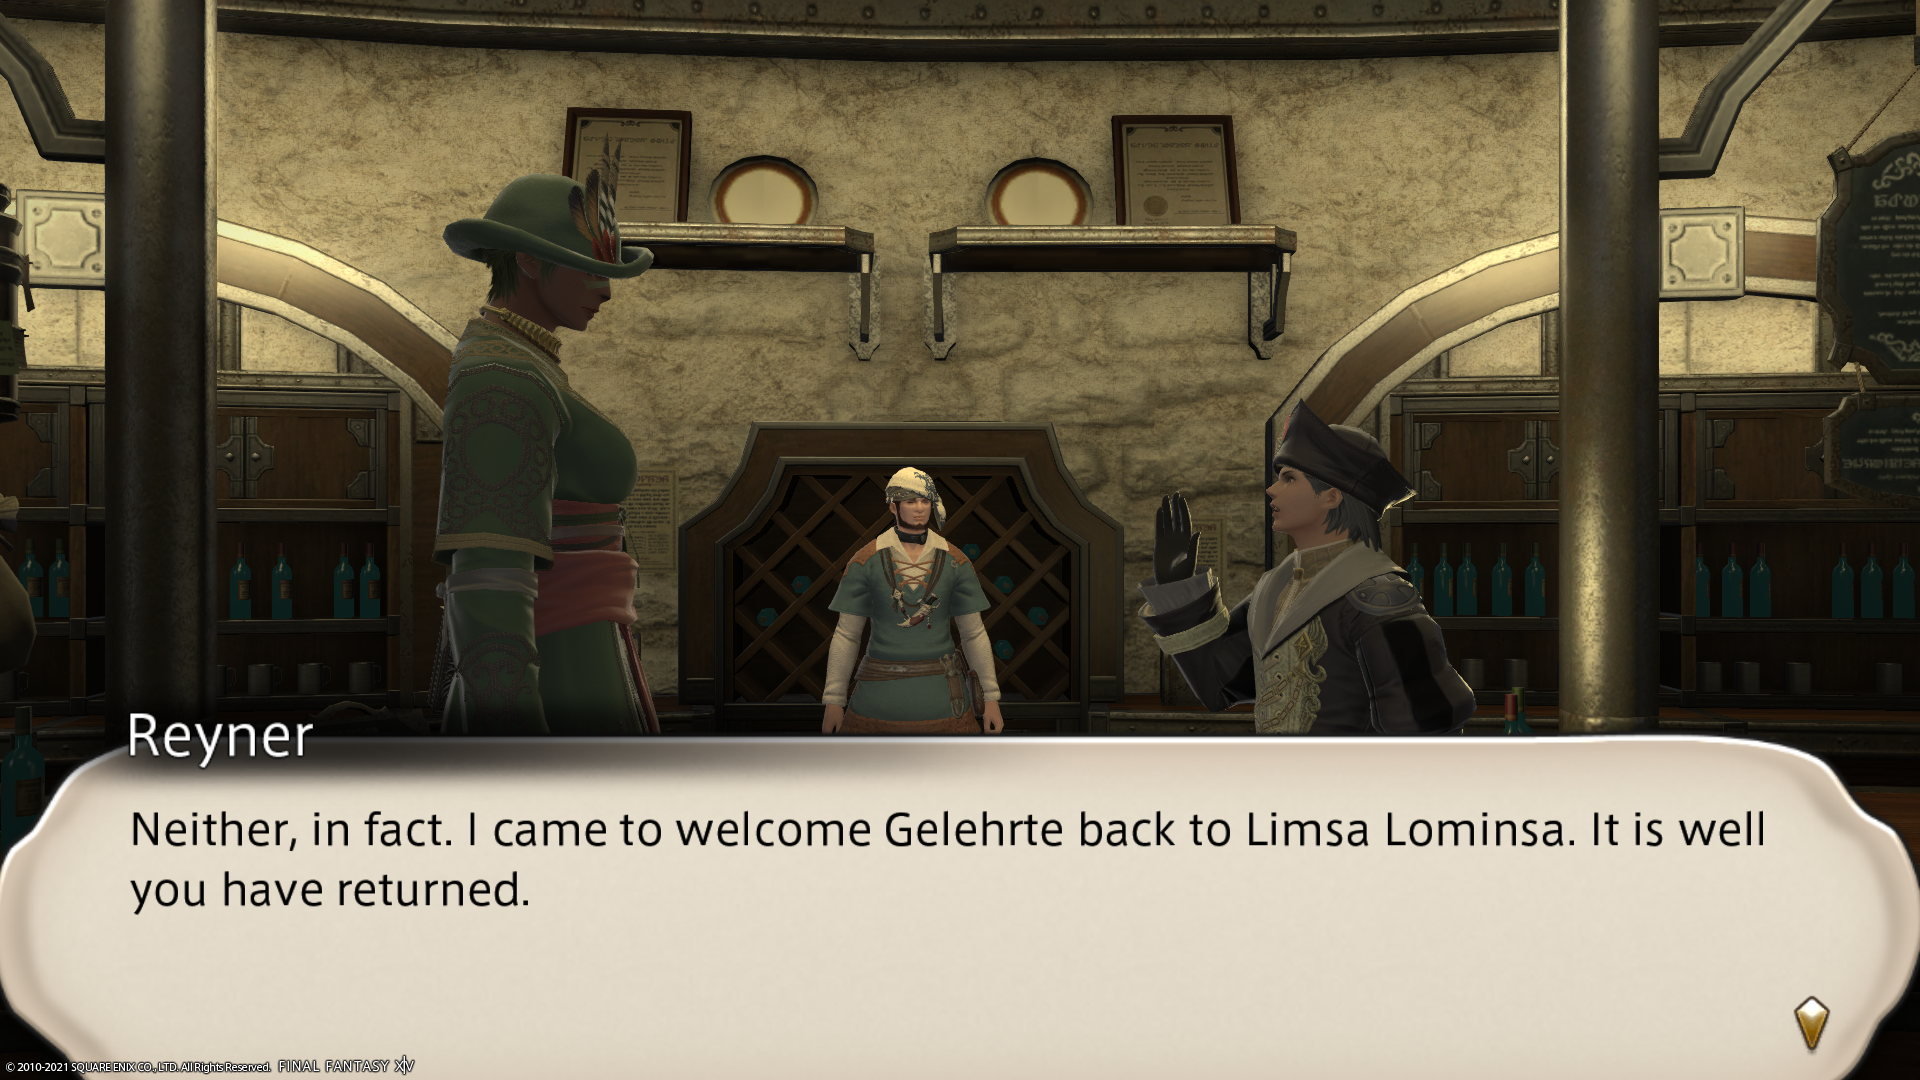 Reyner
Neither, in fact. I came to welcome Gelehrte back to Limsa Lominsa. It is well
you have returned.
© 2010-2021 SQUARE ENIX CO., LTD. All Rights Reserved. FINAL FANTASY XIV